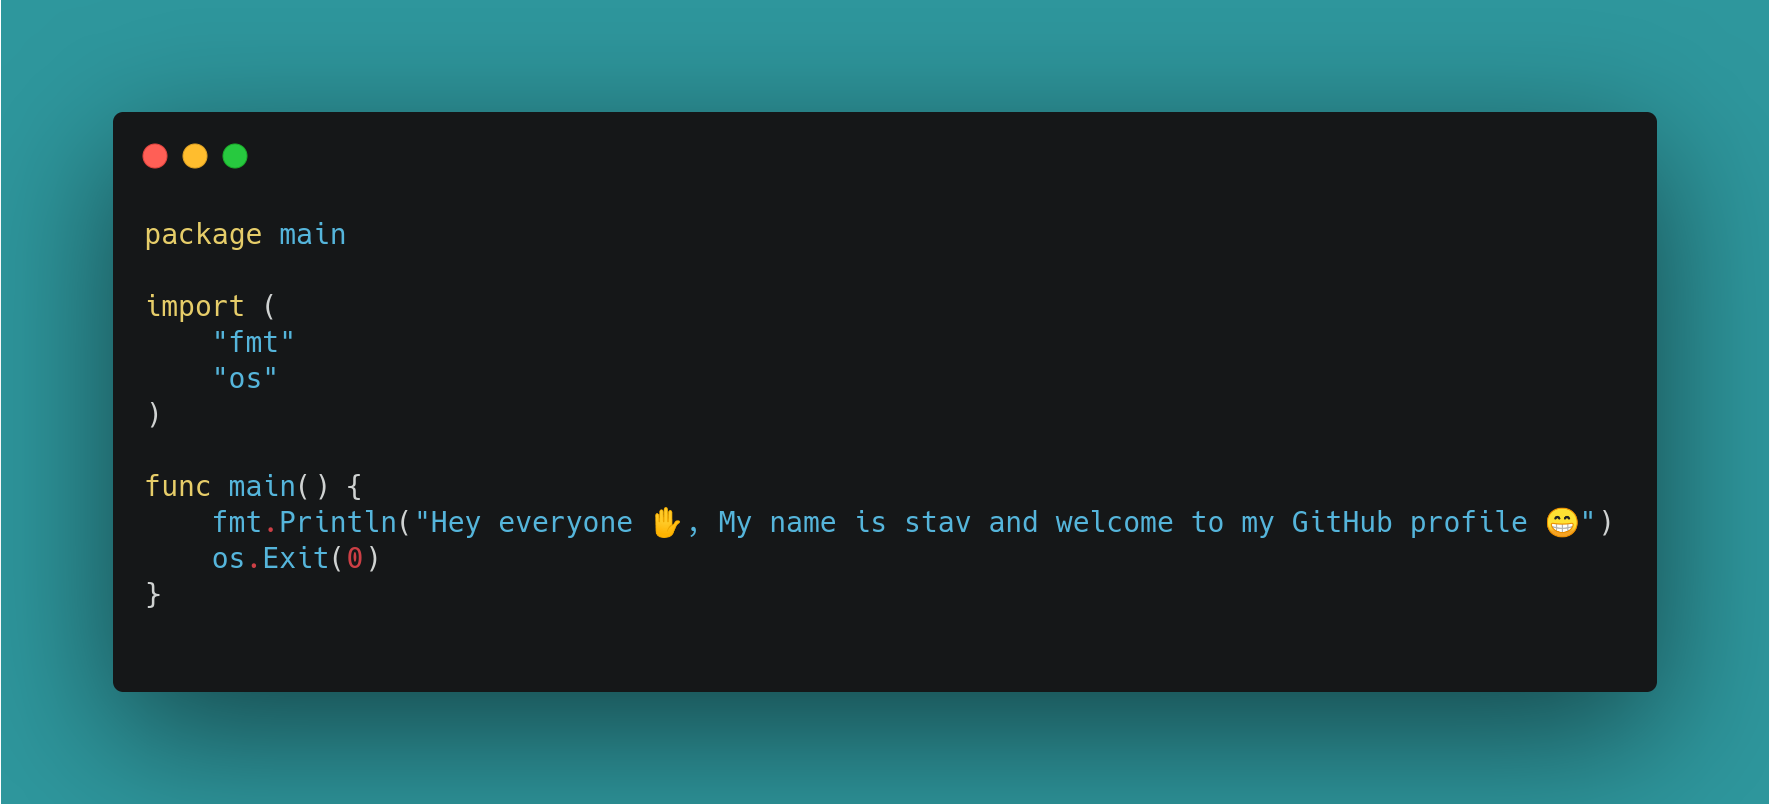 package main

import (
    "fmt"
    "os"
)

func main() {
    fmt.Println("Hey everyone ✋, My name is stav and welcome to my GitHub profile 😁")
    os.Exit(0)
}